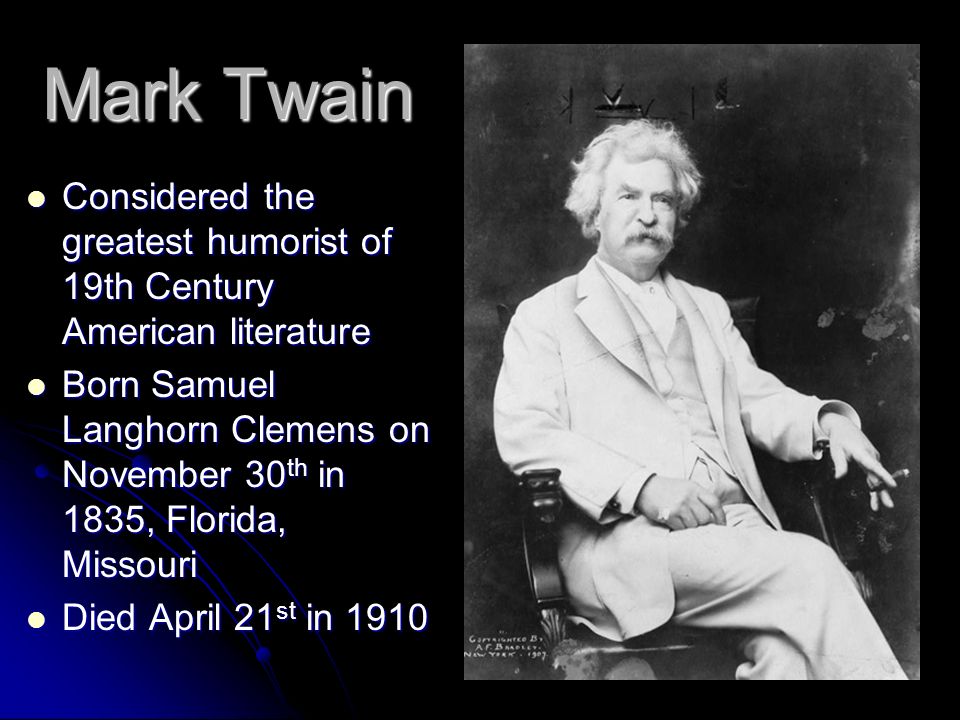 Mark Twain
Considered the
greatest humorist of
19th Century
American literature
Born Samuel
Langhorn Clemens on
November 30th in
1835, Florida,
Missouri
Died April 21st in 1910
Copyrighted By
A.F. Bradley.
New York - 1907.